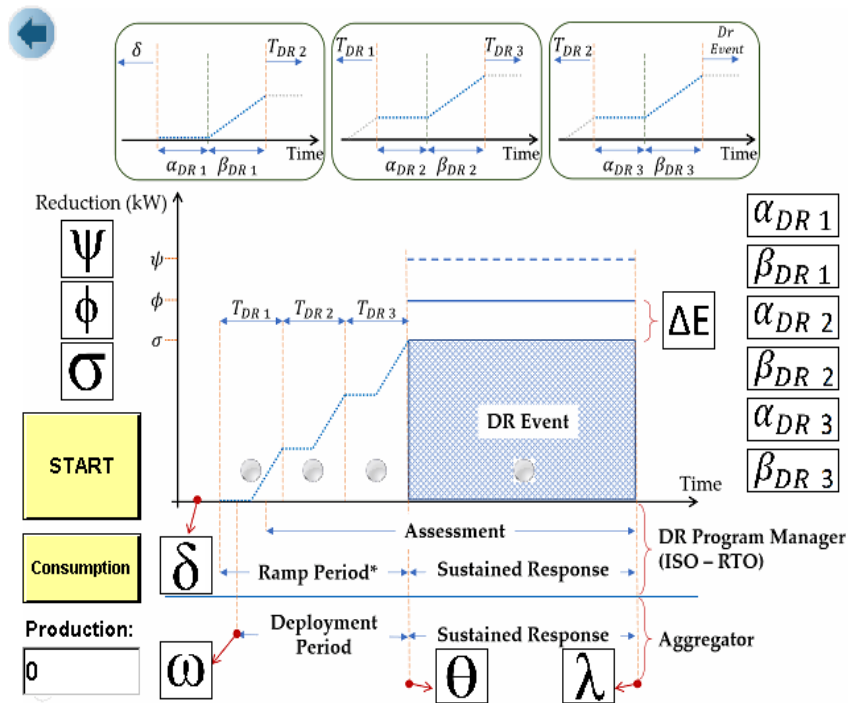 δ
T_DR 2
α_DR 1 β_DR 1
Time
T_DR 1
T_DR 3
α_DR 2 β_DR 2
Time
T_DR 2
Dr
Event
α_DR 3 β_DR 3
Time
Reduction (kW)
ψ
ϕ
σ
ψ
ϕ
σ
T_DR 1
T_DR 2
T_DR 3
ΔE
DR Event
α_DR 1
β_DR 1
α_DR 2
β_DR 2
α_DR 3
β_DR 3
START
Time
Assessment
DR Program Manager
(ISO – RTO)
Consumption
δ
Ramp Period*
Sustained Response
Production:
0
Deployment
Period
Sustained Response
Aggregator
ω
θ
λ